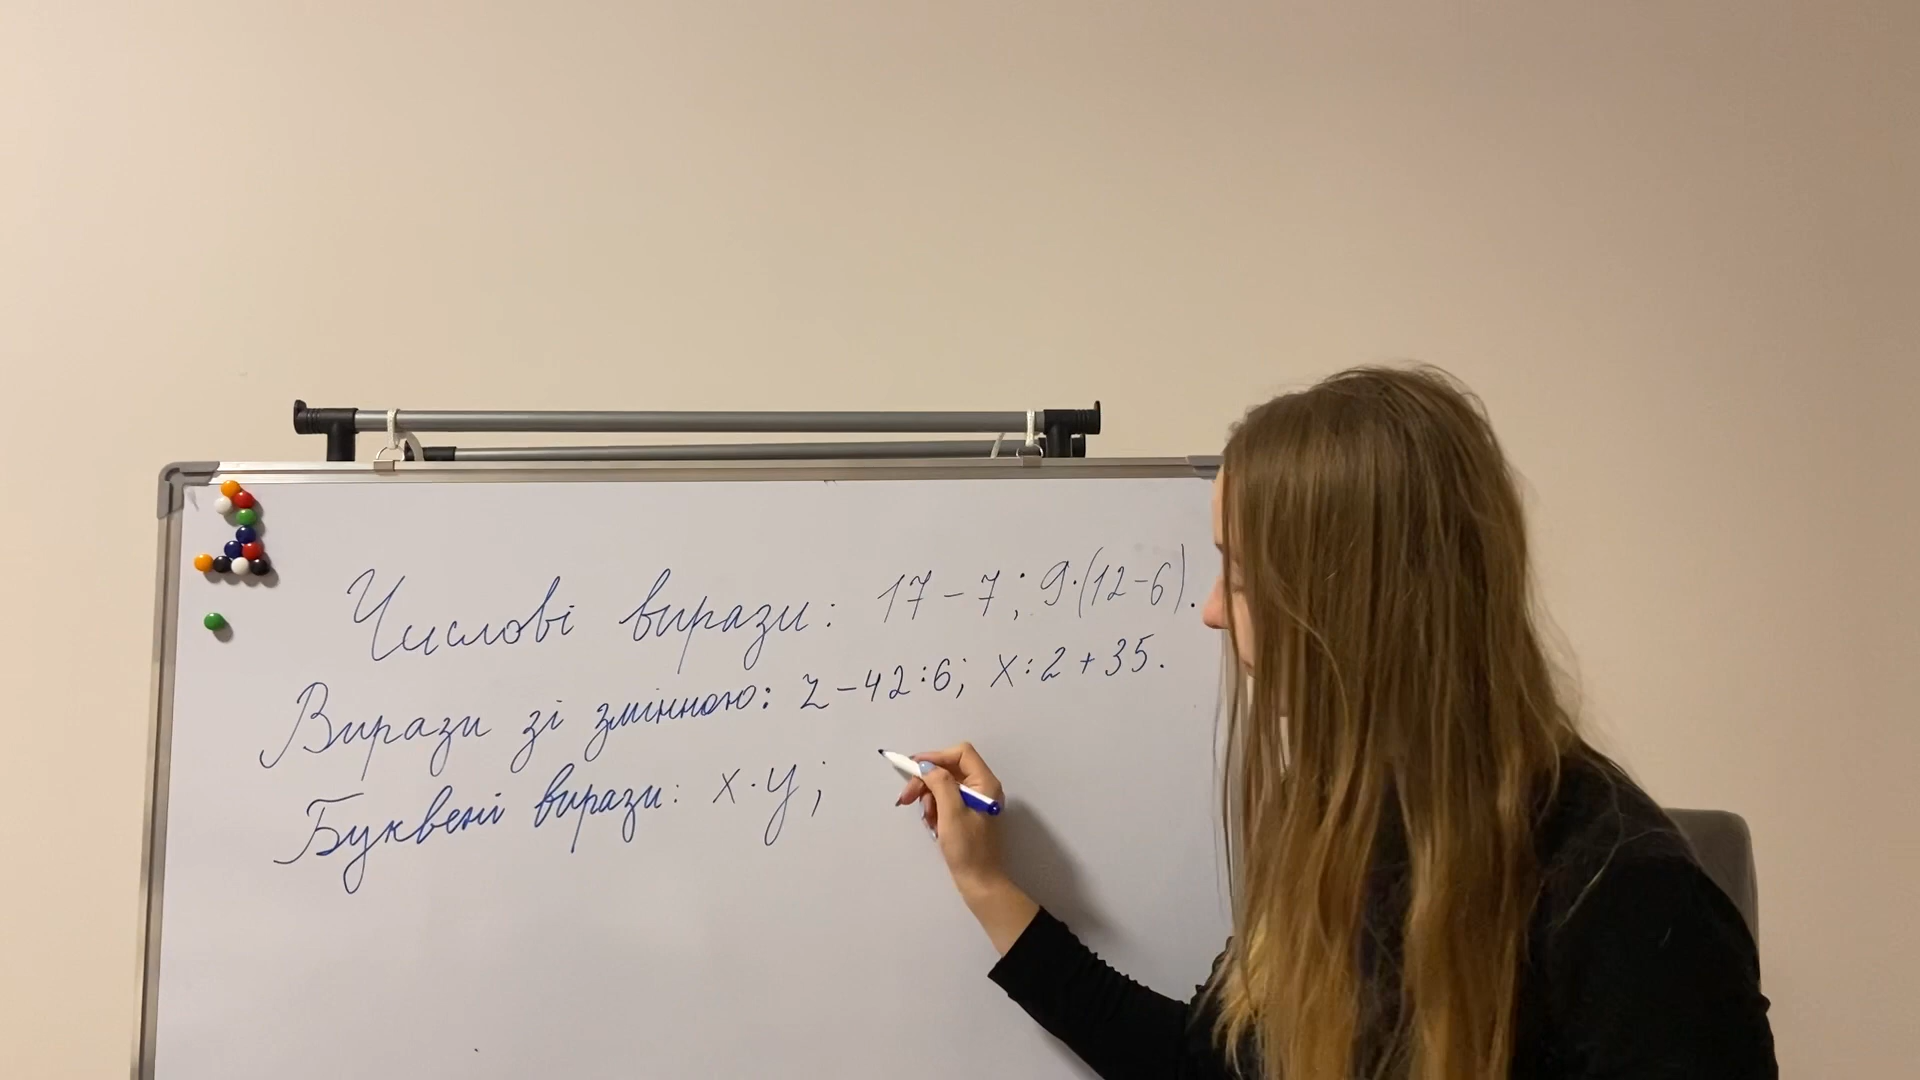 Числові вирази: 17 - 7; 9·(12-6).
Вирази зі змінною: z - 42:6; x:2 + 35.
Буквені вирази: x·y;